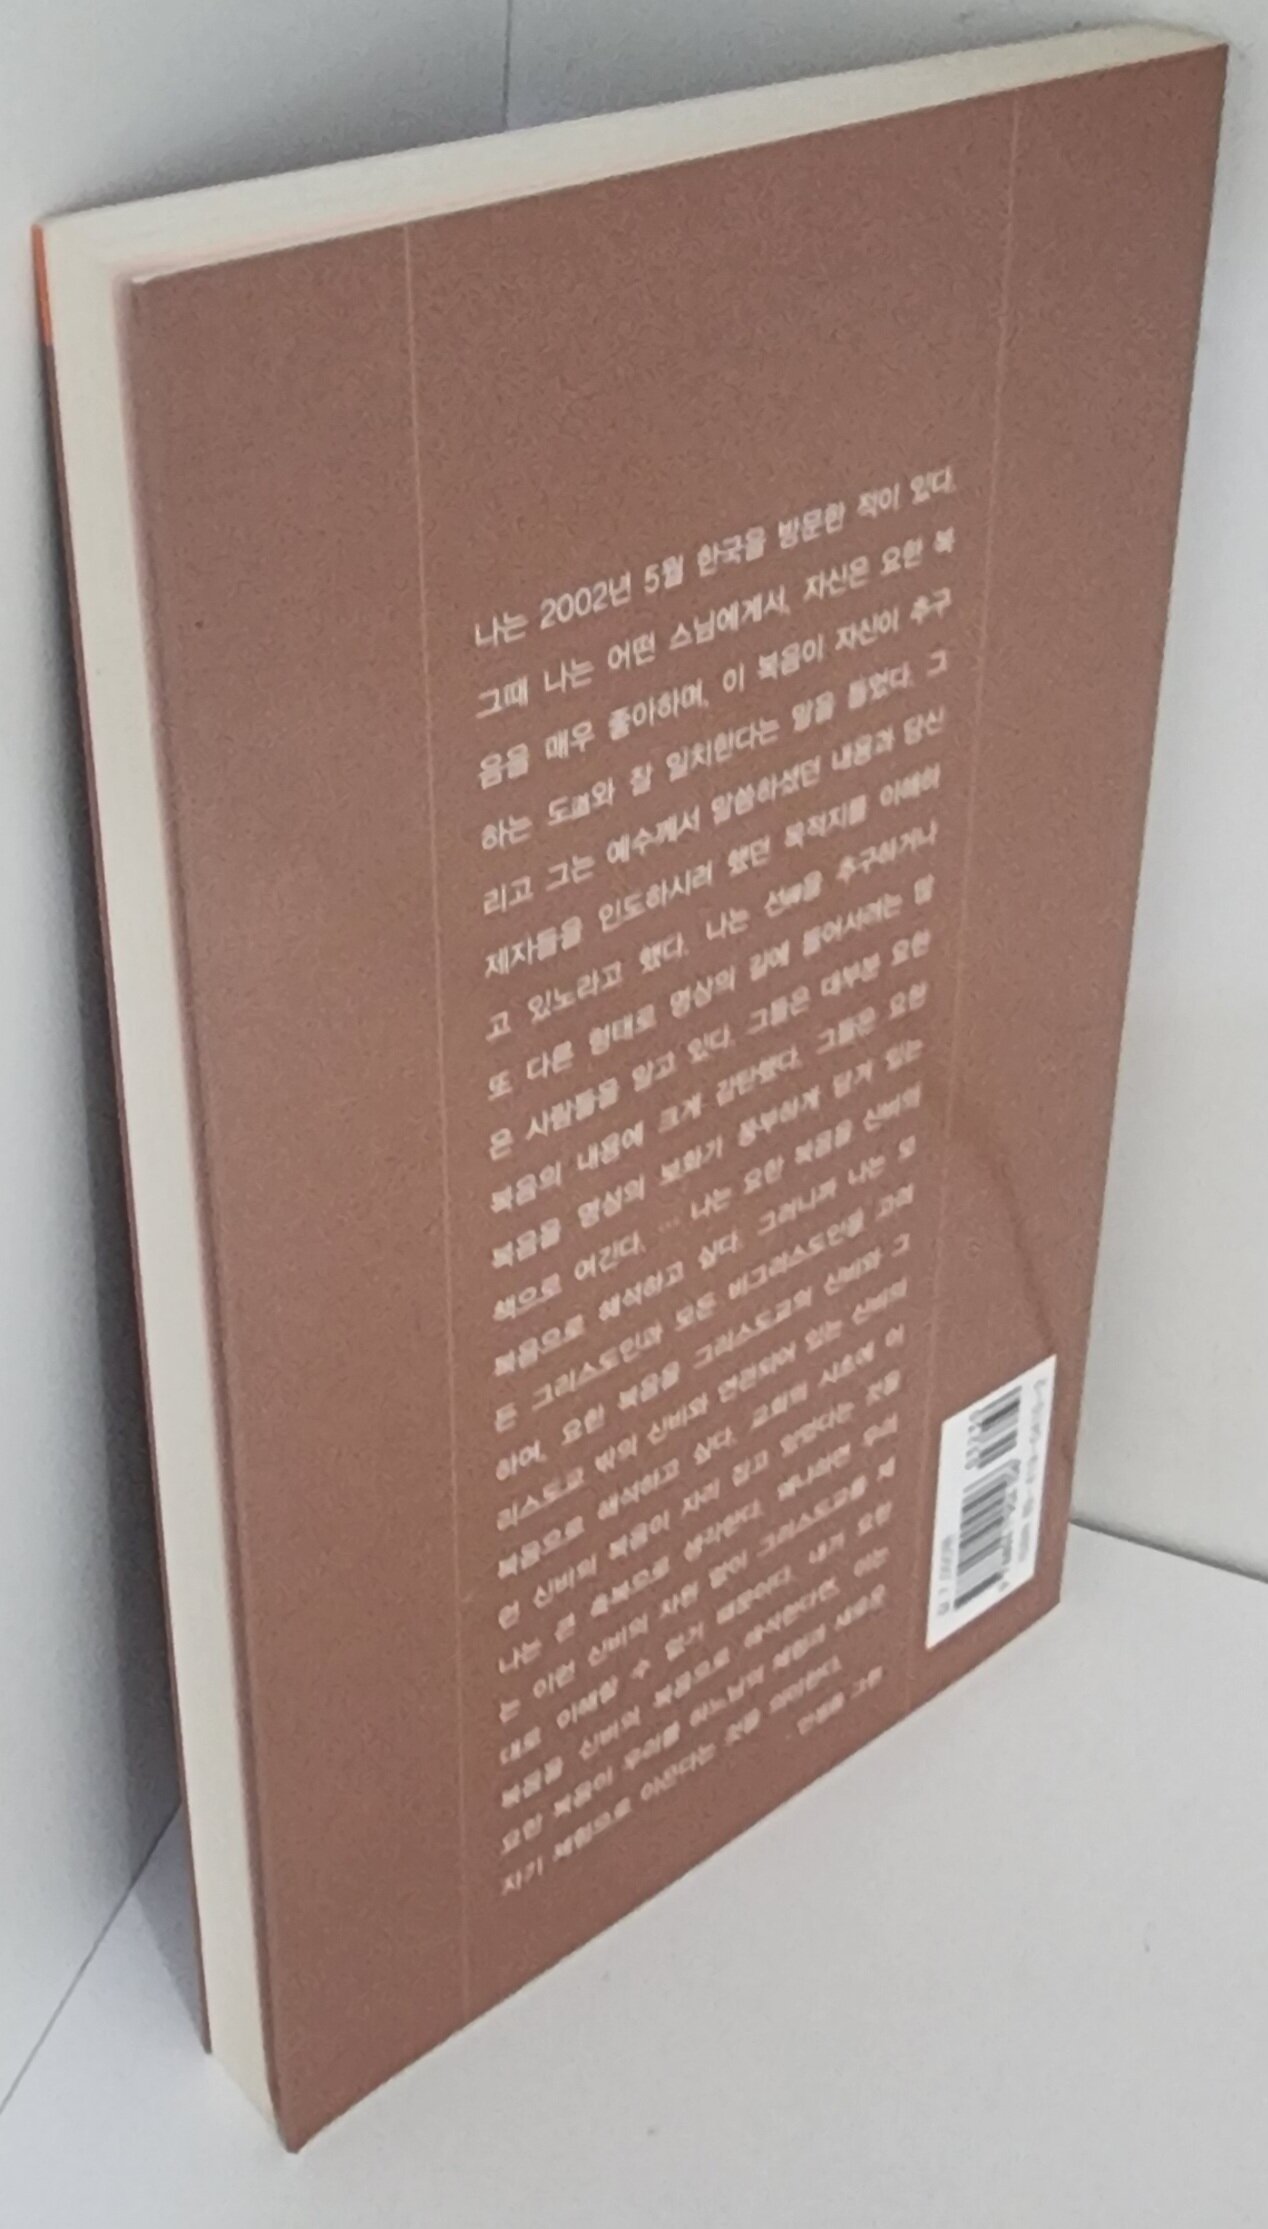 나는 2002년 5월 한국을 방문한 적이 있다.
그때 나는 어떤 스님에게서, 자신은 요한 복
음을 매우 좋아하며, 이 복음이 자신이 추구
하는 도道와 잘 일치한다는 말을 들었다. 그
리고 그는 예수께서 말씀하셨던 내용과 당신
제자들을 인도하시려 했던 목적지를 이해하
고 있노라고 했다. 나는 선禪을 추구하거나
또 다른 형태로 명상의 길에 들어서려는 많
은 사람들을 알고 있다. 그들은 대부분 요한
복음의 내용에 크게 감탄했다. 그들은 요한
복음을 명상의 보화가 풍부하게 담겨 있는
책으로 여긴다. … 나는 요한 복음을 신비의
복음으로 해석하고 싶다. 그러니까 나는 모
든 그리스도인과 모든 비그리스도인을 고려
하여, 요한 복음을 그리스도교의 신비와 그
리스도교 밖의 신비와 연관되어 있는 신비의
복음으로 해석하고 싶다. 교회의 시초에 이
런 신비의 복음이 자리 잡고 있었다는 것을
나는 큰 축복으로 생각한다. 왜냐하면 우리
는 이런 신비의 차원 없이 그리스도교를 제
대로 이해할 수 없기 때문이다. 내가 요한
복음을 신비의 복음으로 해석한다면, 이는
요한 복음이 우리를 하느님의 체험과 새로운
자기 체험으로 이끈다는 것을 의미한다.
안셀름 그륀